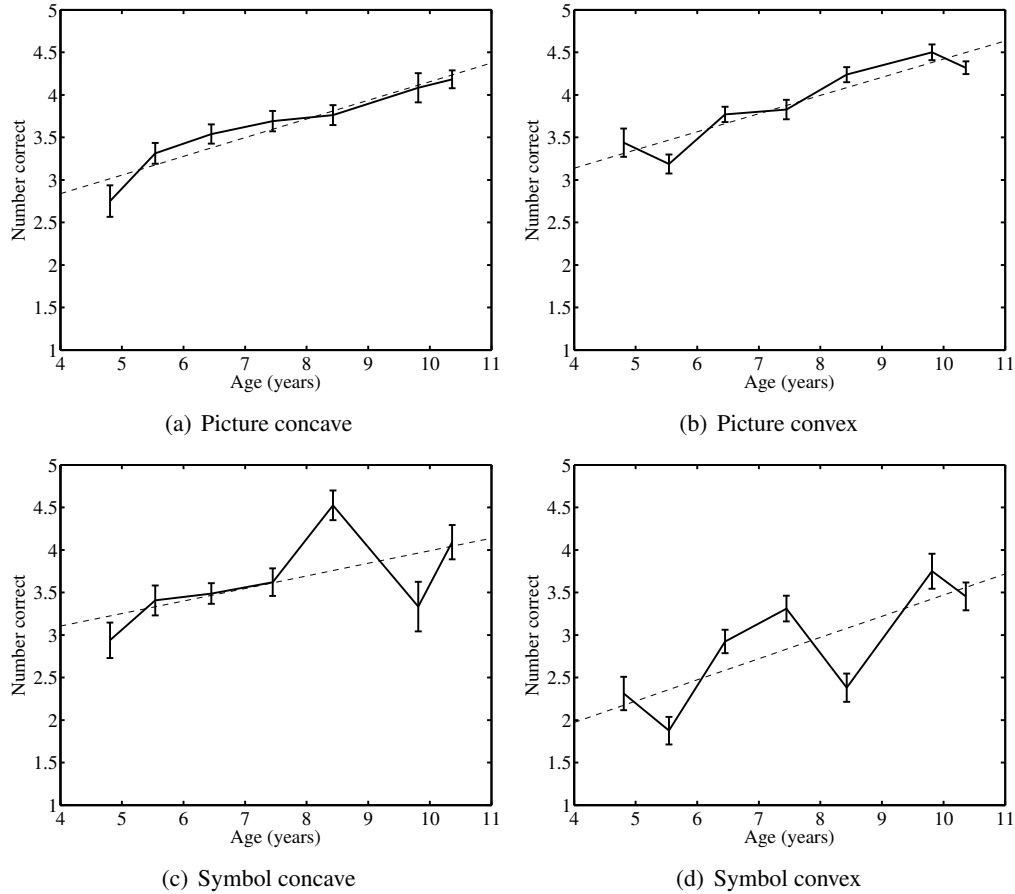 5
4.5
4
3.5
3
2.5
2
1.5
1
Number correct
4 5 6 7 8 9 10 11
Age (years)
(a) Picture concave
5
4.5
4
3.5
3
2.5
2
1.5
1
Number correct
4 5 6 7 8 9 10 11
Age (years)
(b) Picture convex
5
4.5
4
3.5
3
2.5
2
1.5
1
Number correct
4 5 6 7 8 9 10 11
Age (years)
(c) Symbol concave
5
4.5
4
3.5
3
2.5
2
1.5
1
Number correct
4 5 6 7 8 9 10 11
Age (years)
(d) Symbol convex